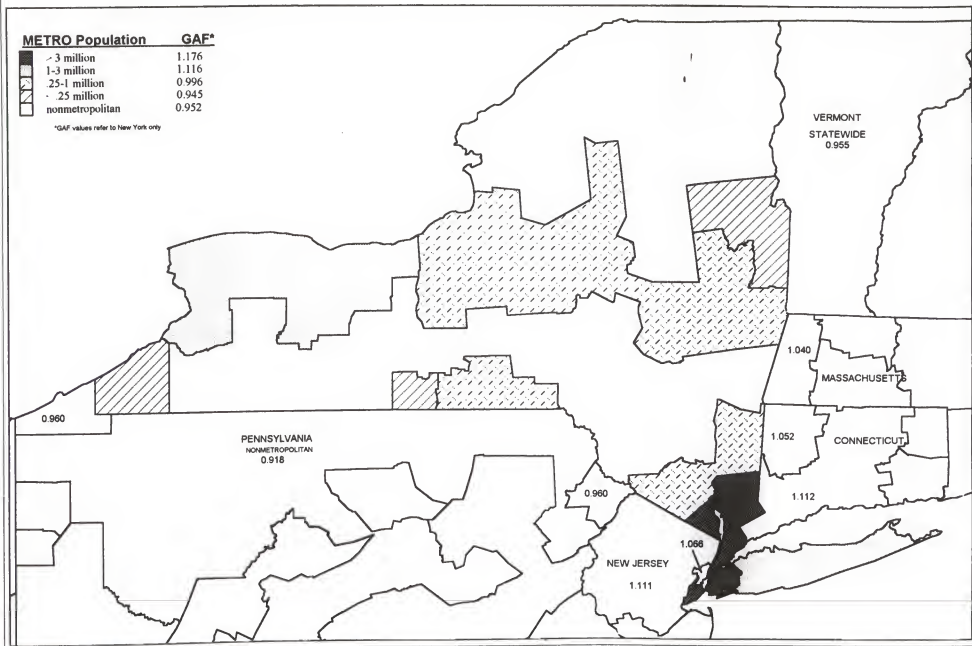 METRO Population GAF*
> 3 million 1.176
1-3 million 1.116
.25-1 million 0.996
.25 million 0.945
nonmetropolitan 0.952
*GAF values refer to New York only
VERMONT
STATEWIDE
0.955
1.040
MASSACHUSETTS
0.960
1.052
CONNECTICUT
PENNSYLVANIA
NONMETROPOLITAN
0.918
0.960
1.112
1.066
NEW JERSEY
1.111